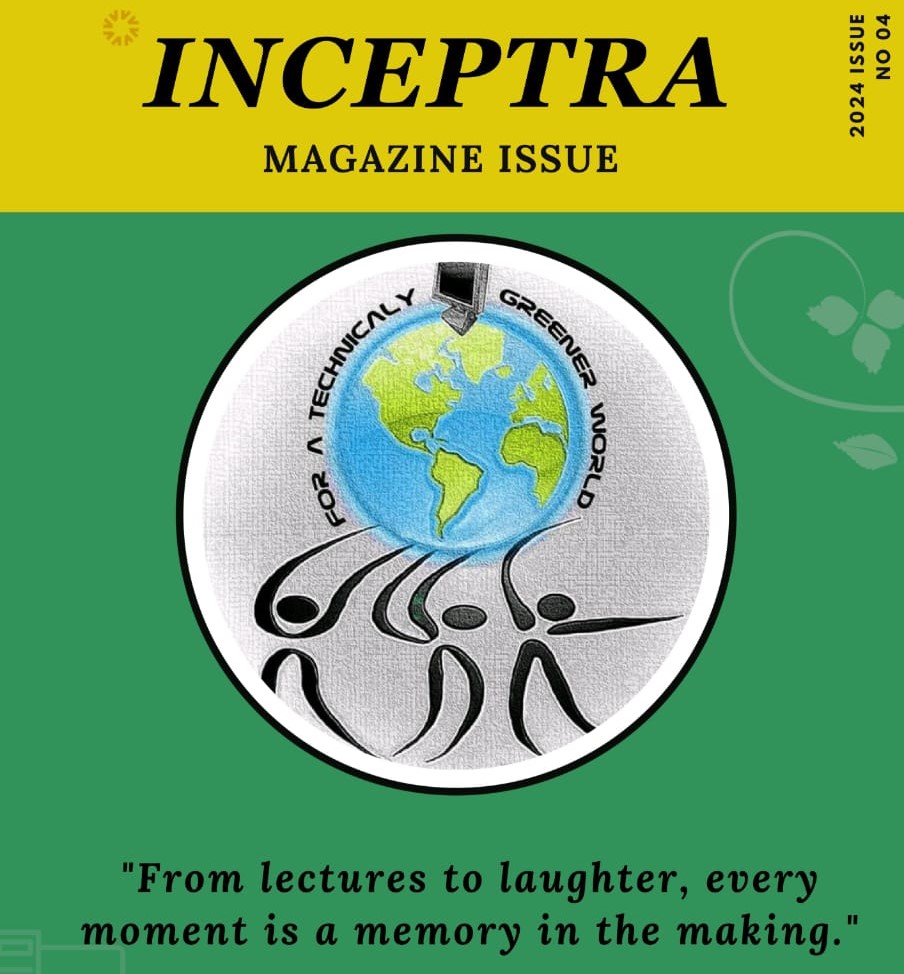 INCEPTRA
MAGAZINE ISSUE
2024 ISSUE
NO 04
FOR A TECHNICALY GREENER WORLD
"From lectures to laughter, every
moment is a memory in the making."